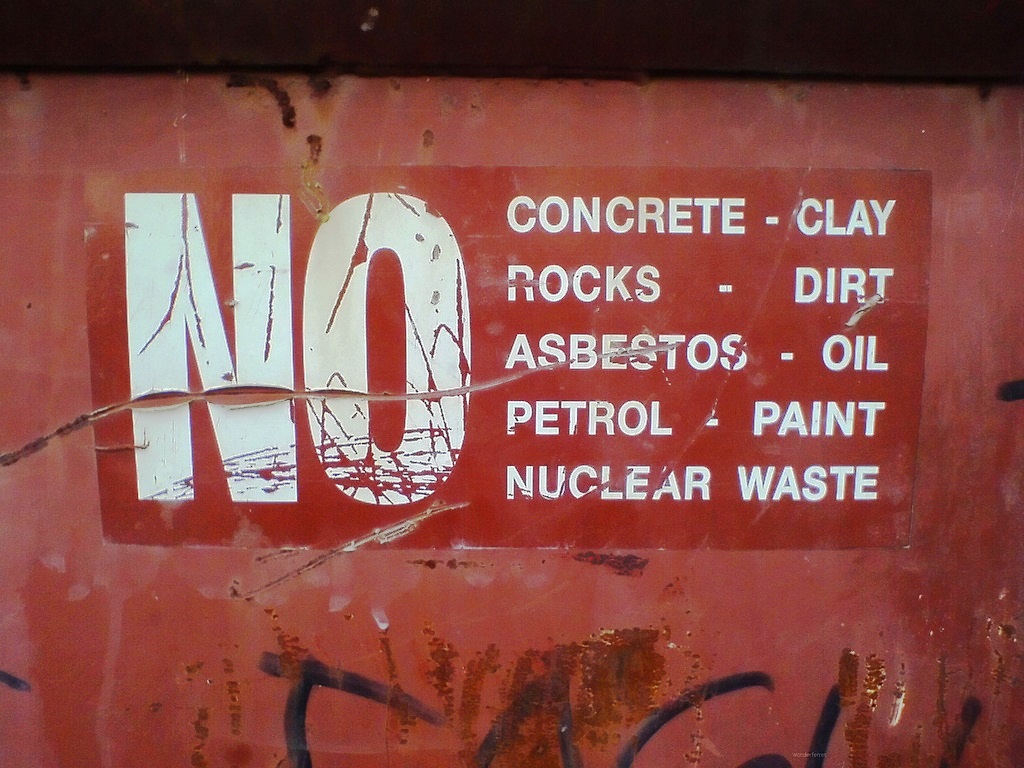 NO
CONCRETE - CLAY
ROCKS - DIRT
ASBESTOS - OIL
PETROL - PAINT
NUCLEAR WASTE